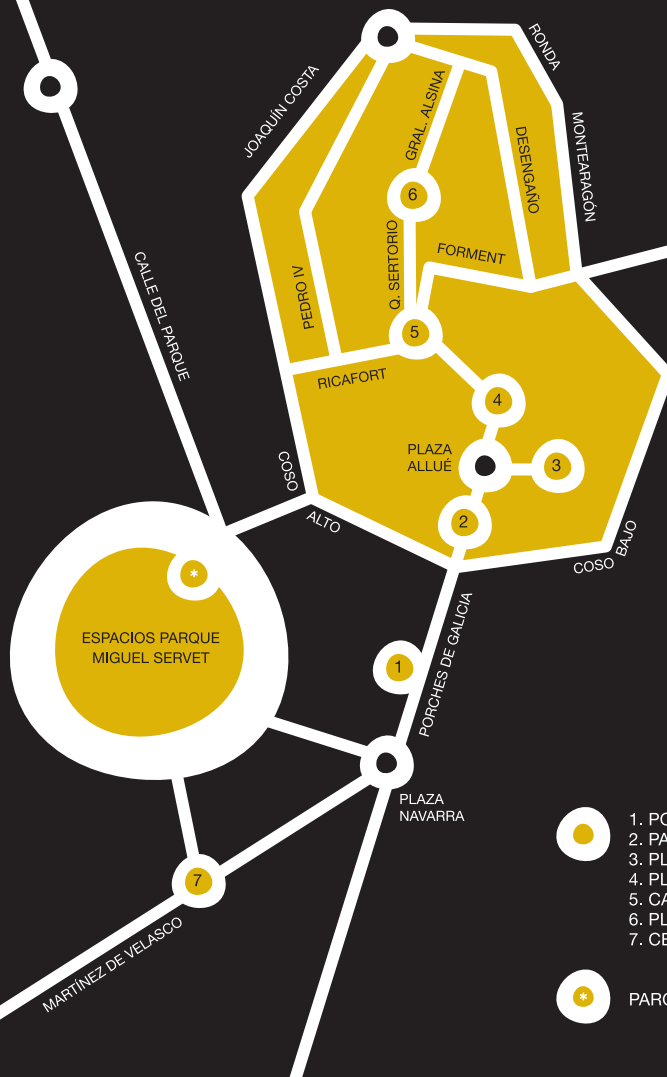 RONDA
MONTEARAGÓN
JOAQUÍN COSTA
GRAL. ALSINA
DESENGAÑO
6
Q. SERTORIO
FORMENT
PEDRO IV
CALLE DEL PARQUE
5
RICAFORT
4
PLAZA
ALLUÉ
3
COSO
ALTO
2
COSO BAJO
*
ESPACIOS PARQUE
MIGUEL SERVET
1
PORCHES DE GALICIA
PLAZA
NAVARRA
7
MARTÍNEZ DE VELASCO
1. PO
2. PA
3. PL
4. PL
5. CA
6. PL
7. CE
*
PARQ